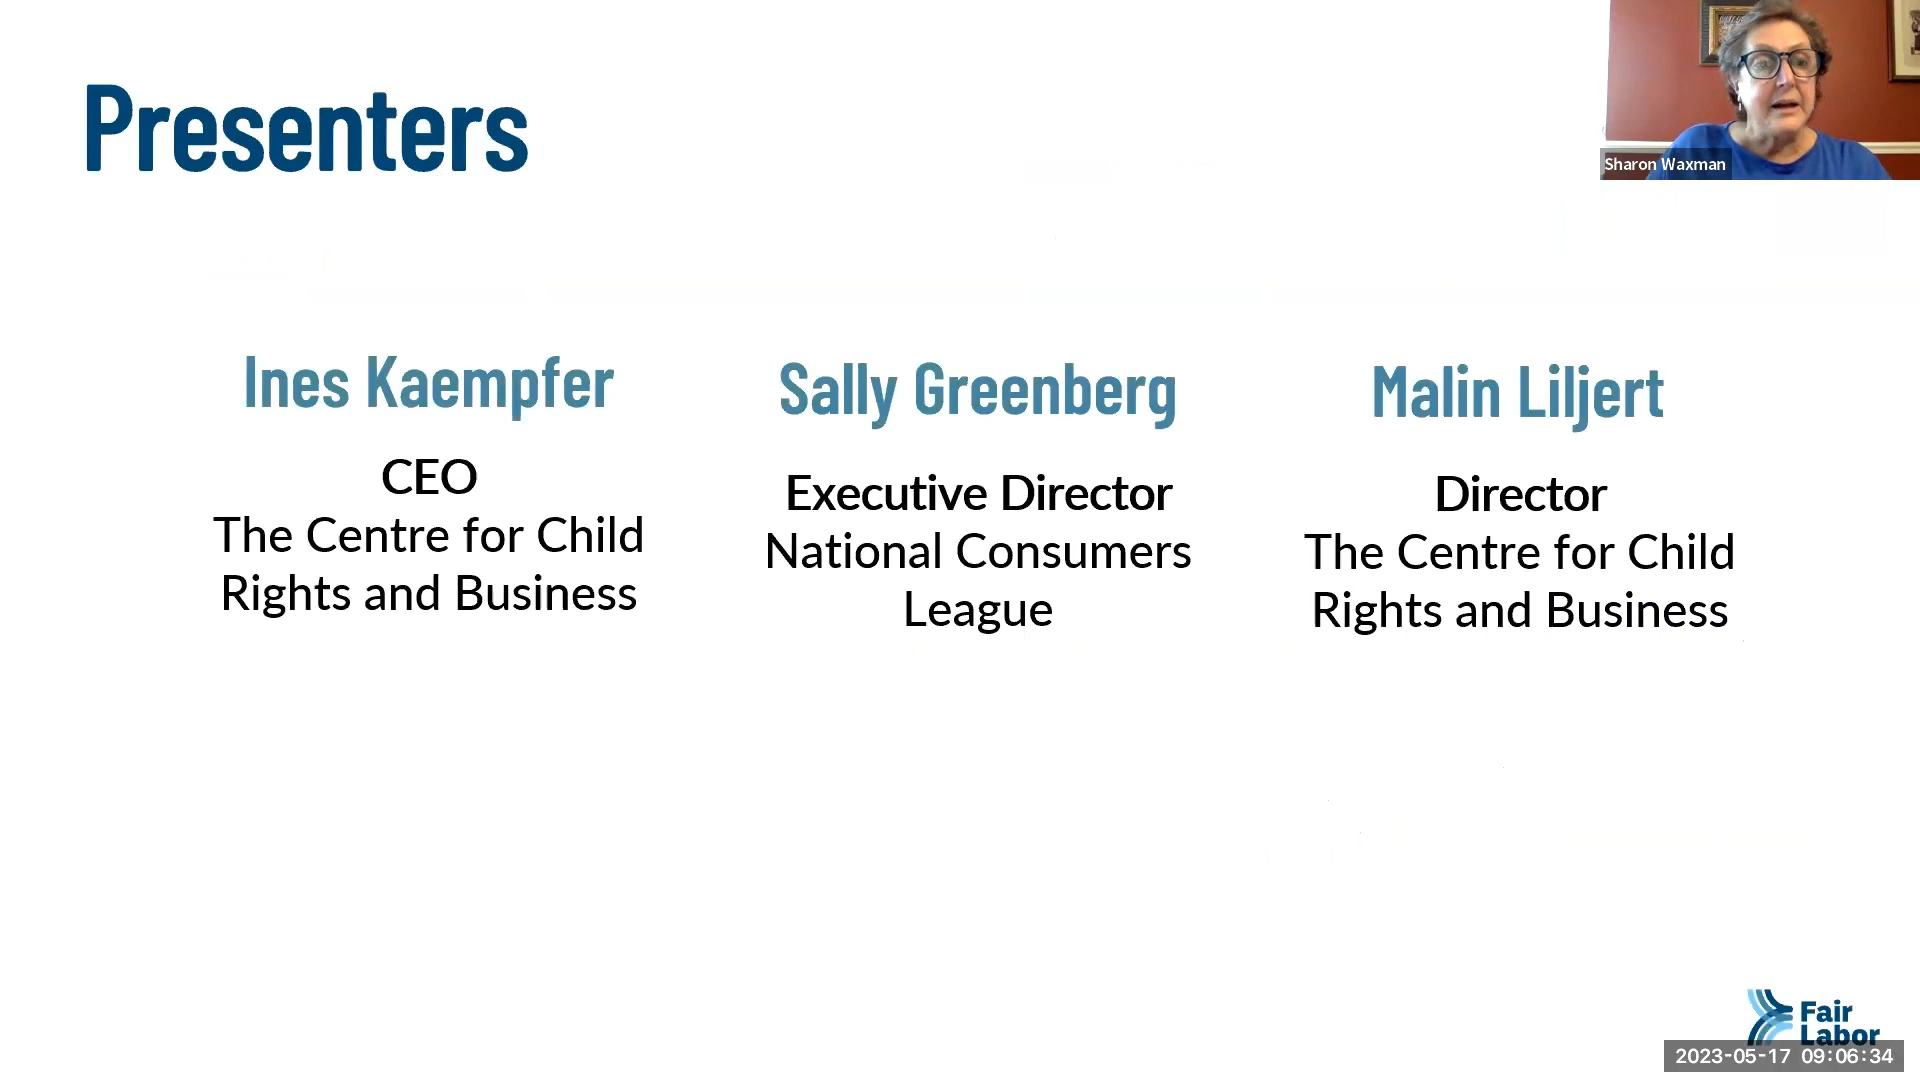 Presenters
Sharon Waxman
Ines Kaempfer
CEO
The Centre for Child
Rights and Business
Sally Greenberg
Executive Director
National Consumers
League
Malin Liljert
Director
The Centre for Child
Rights and Business
Fair
Labor
2023-05-17 09:06:34